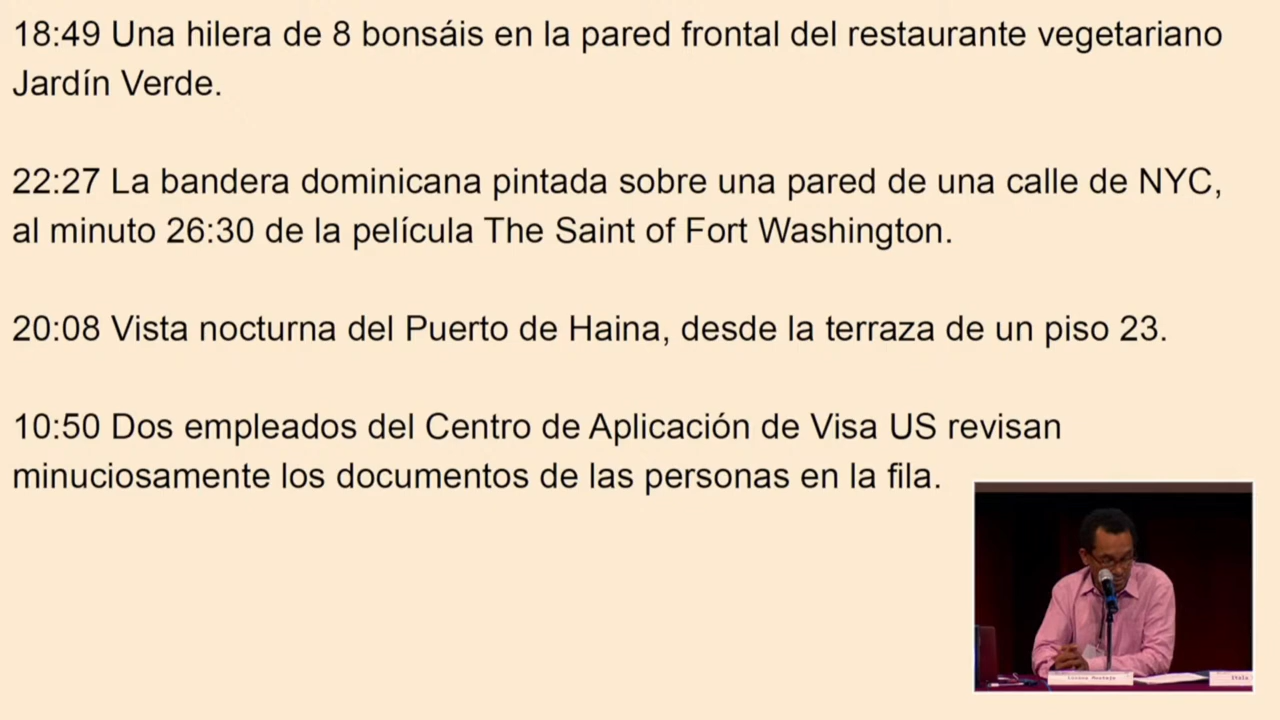 18:49 Una hilera de 8 bonsáis en la pared frontal del restaurante vegetariano
Jardín Verde.
22:27 La bandera dominicana pintada sobre una pared de una calle de NYC,
al minuto 26:30 de la película The Saint of Fort Washington.
20:08 Vista nocturna del Puerto de Haina, desde la terraza de un piso 23.
10:50 Dos empleados del Centro de Aplicación de Visa US revisan
minuciosamente los documentos de las personas en la fila.